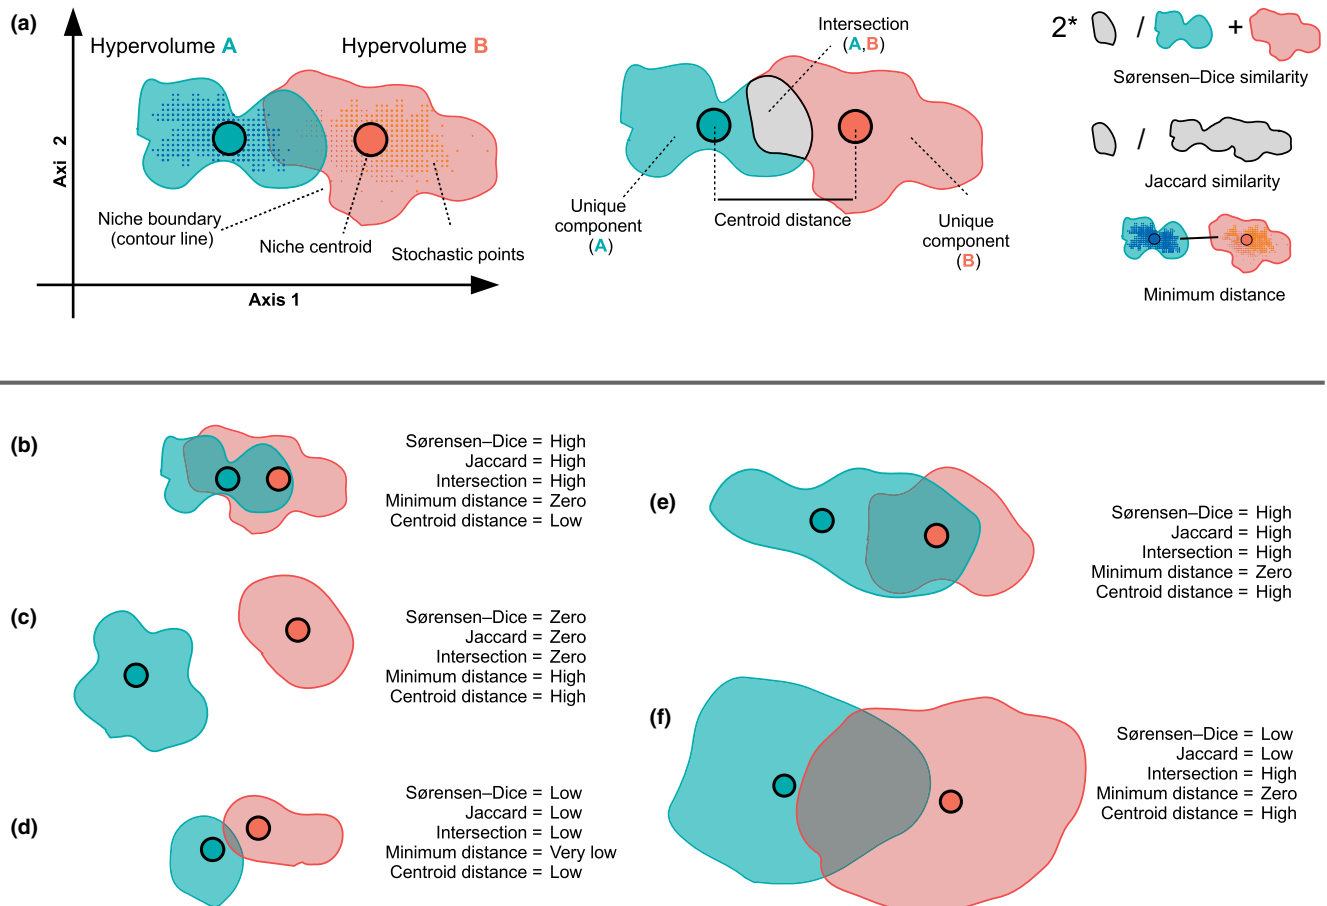 (a)
Hypervolume A
Hypervolume B
Axi 2
Axis 1
Niche boundary
(contour line)
Niche centroid
Stochastic points
Intersection
(A,B)
Unique
component
(A)
Centroid distance
Unique
component
(B)
2* / +
Sørensen–Dice similarity
/
Jaccard similarity
Minimum distance
(b)
Sørensen–Dice = High
Jaccard = High
Intersection = High
Minimum distance = Zero
Centroid distance = Low
(c)
Sørensen–Dice = Zero
Jaccard = Zero
Intersection = Zero
Minimum distance = High
Centroid distance = High
(d)
Sørensen–Dice = Low
Jaccard = Low
Intersection = Low
Minimum distance = Very low
Centroid distance = Low
(e)
Sørensen–Dice = High
Jaccard = High
Intersection = High
Minimum distance = Zero
Centroid distance = High
(f)
Sørensen–Dice = Low
Jaccard = Low
Intersection = High
Minimum distance = Zero
Centroid distance = High